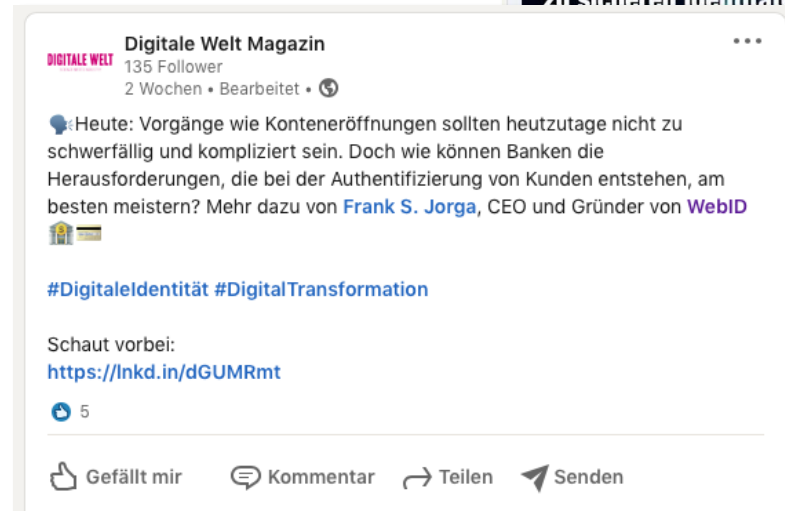 DIGITALE WELT
Digitale Welt Magazin
135 Follower
2 Wochen • Bearbeitet •
Heute: Vorgänge wie Konteneröffnungen sollten heutzutage nicht zu
schwerfällig und kompliziert sein. Doch wie können Banken die
Herausforderungen, die bei der Authentifizierung von Kunden entstehen, am
besten meistern? Mehr dazu von Frank S. Jorga, CEO und Gründer von WebID
#DigitaleIdentität #DigitalTransformation
Schaut vorbei:
https://lnkd.in/dGUMRmt
5
Gefällt mir Kommentar Teilen Senden